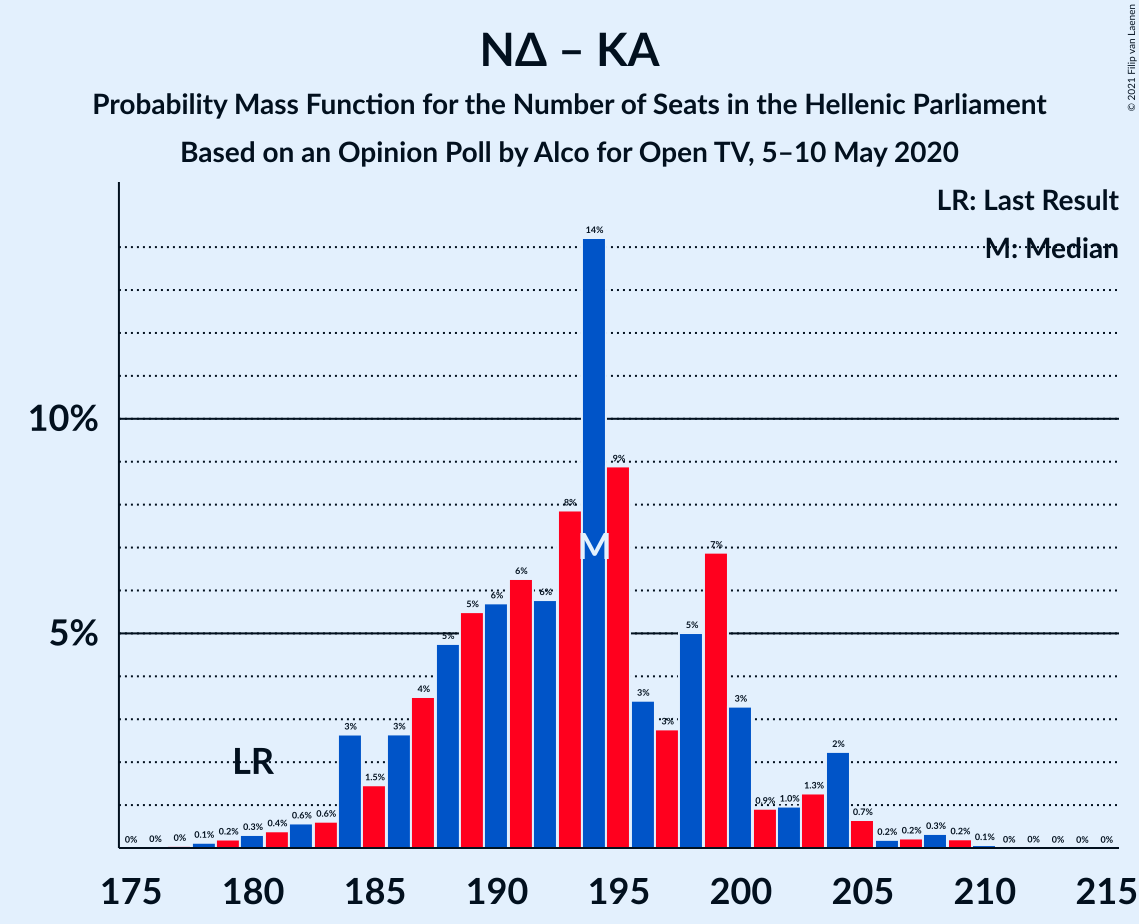 © 2021 Filip van Laenen
ΝΔ – ΚΑ
Probability Mass Function for the Number of Seats in the Hellenic Parliament
Based on an Opinion Poll by Alco for Open TV, 5–10 May 2020
LR: Last Result
M: Median
10%
5%
LR
M
0% 0% 0% 0.1% 0.2% 0.3% 0.4% 0.6% 0.6% 3% 1.5% 3% 4% 5% 5% 6% 6% 6% 8% 14% 9% 3% 3% 5% 7% 3% 0.9% 1.0% 1.3% 2% 0.7% 0.2% 0.2% 0.3% 0.2% 0.1% 0% 0% 0% 0% 0%
175 180 185 190 195 200 205 210 215